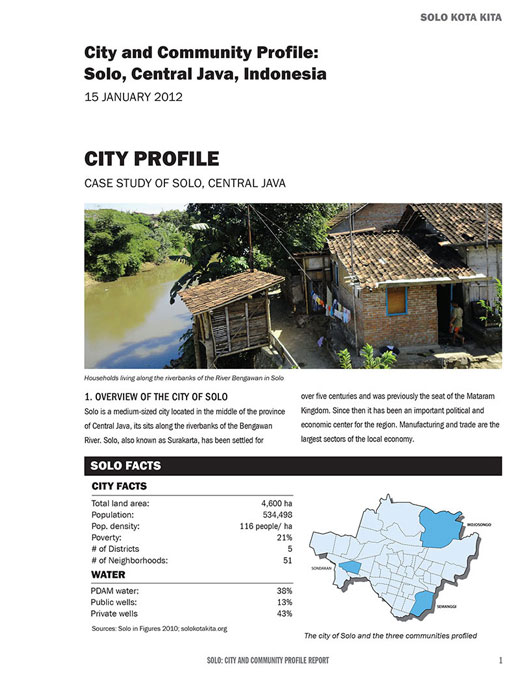 SOLO KOTA KITA
City and Community Profile:
Solo, Central Java, Indonesia
15 JANUARY 2012
CITY PROFILE
CASE STUDY OF SOLO, CENTRAL JAVA
Households living along the riverbanks of the River Bengawan in Solo
1. OVERVIEW OF THE CITY OF SOLO
Solo is a medium-sized city located in the middle of the province
of Central Java, its sits along the riverbanks of the Bengawan
River. Solo, also known as Surakarta, has been settled for
over five centuries and was previously the seat of the Mataram
Kingdom. Since then it has been an important political and
economic center for the region. Manufacturing and trade are the
largest sectors of the local economy.
SOLO FACTS
CITY FACTS
Total land area: 4,600 ha
Population: 534,498
Pop. density: 116 people/ ha
Poverty: 21%
# of Districts 5
# of Neighborhoods: 51
WATER
PDAM water: 38%
Public wells: 13%
Private wells 43%
Sources: Solo in Figures 2010; solokotakita.org
MOJOSONGO
SONDAKAN
SEMANGGI
The city of Solo and the three communities profiled
SOLO: CITY AND COMMUNITY PROFILE REPORT 1